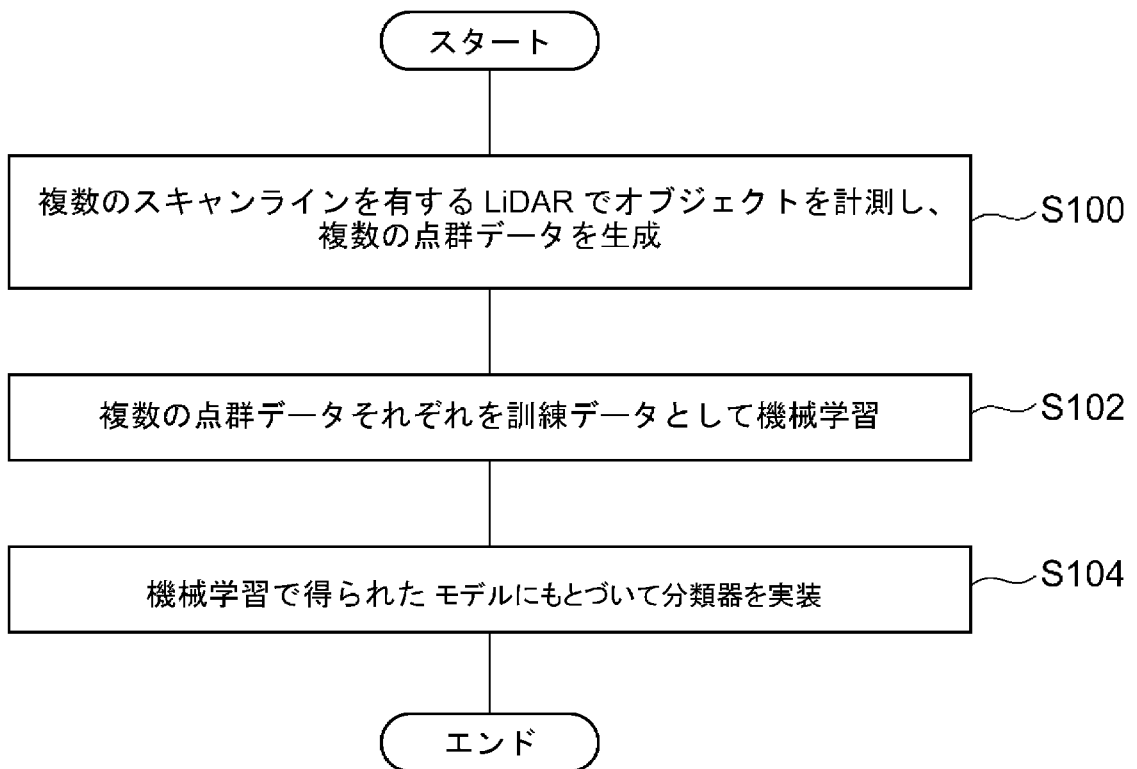 スタート
複数のスキャンラインを有する LiDAR でオブジェクトを計測し、
複数の点群データを生成
S100
複数の点群データそれぞれを訓練データとして機械学習
S102
機械学習で得られた モデルにもとづいて分類器を実装
S104
エンド